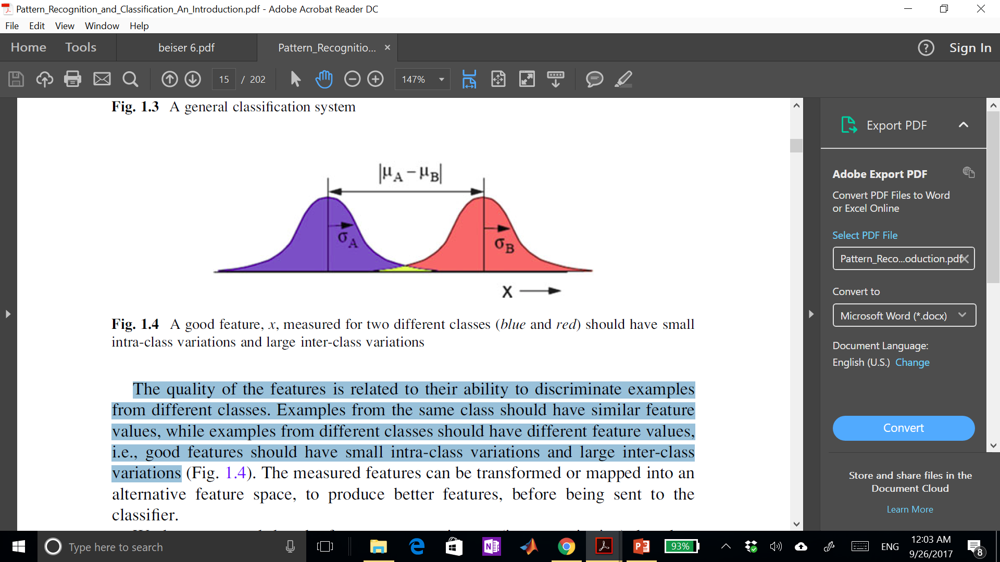 Pattern_Recognition_and_Classification_An_Introduction.pdf - Adobe Acrobat Reader DC
File Edit View Window Help
Home Tools beiser 6.pdf Pattern_Recognitio... × ? Sign In
15 / 202 147%
Fig. 1.3 A general classification system
|μA − μB|
σA
σB
X
Fig. 1.4 A good feature, x, measured for two different classes (blue and red) should have small
intra-class variations and large inter-class variations
The quality of the features is related to their ability to discriminate examples
from different classes. Examples from the same class should have similar feature
values, while examples from different classes should have different feature values,
i.e., good features should have small intra-class variations and large inter-class
variations (Fig. 1.4). The measured features can be transformed or mapped into an
alternative feature space, to produce better features, before being sent to the
classifier.
Export PDF
Adobe Export PDF
Convert PDF Files to Word
or Excel Online
Select PDF File
Pattern_Reco...oduction.pdf
Convert to
Microsoft Word (*.docx)
Document Language:
English (U.S.) Change
Convert
Store and share files in the
Document Cloud
Learn More
Type here to search
N
P
93%
ENG
12:03 AM
9/26/2017
8